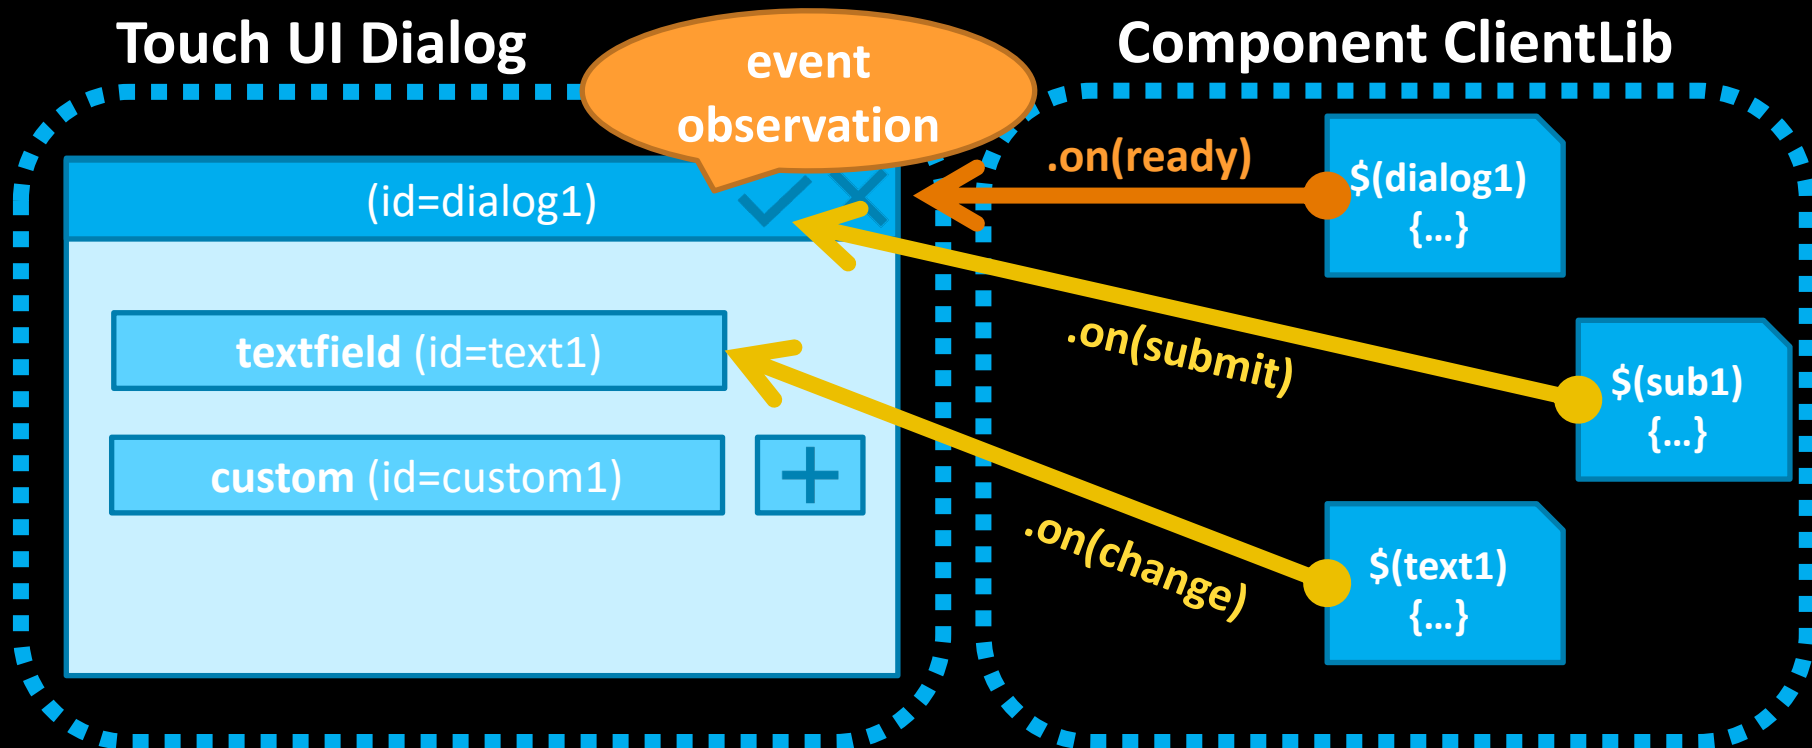 Touch UI Dialog
event
observation
Component ClientLib
(id=dialog1)
.on(ready)
$(dialog1)
{...}
textfield (id=text1)
.on(submit)
$(sub1)
{...}
custom (id=custom1)
.on(change)
$(text1)
{...}